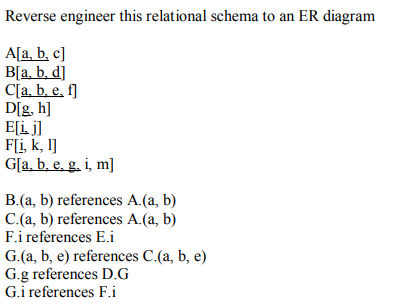 Reverse engineer this relational schema to an ER diagram
A[a, b, c]
B[a, b, d]
C[a, b, e, f]
D[g, h]
E[i, j]
F[i, k, l]
G[a, b, e, g, i, m]
B.(a, b) references A.(a, b)
C.(a, b) references A.(a, b)
F.i references E.i
G.(a, b, e) references C.(a, b, e)
G.g references D.G
G.i references F.i